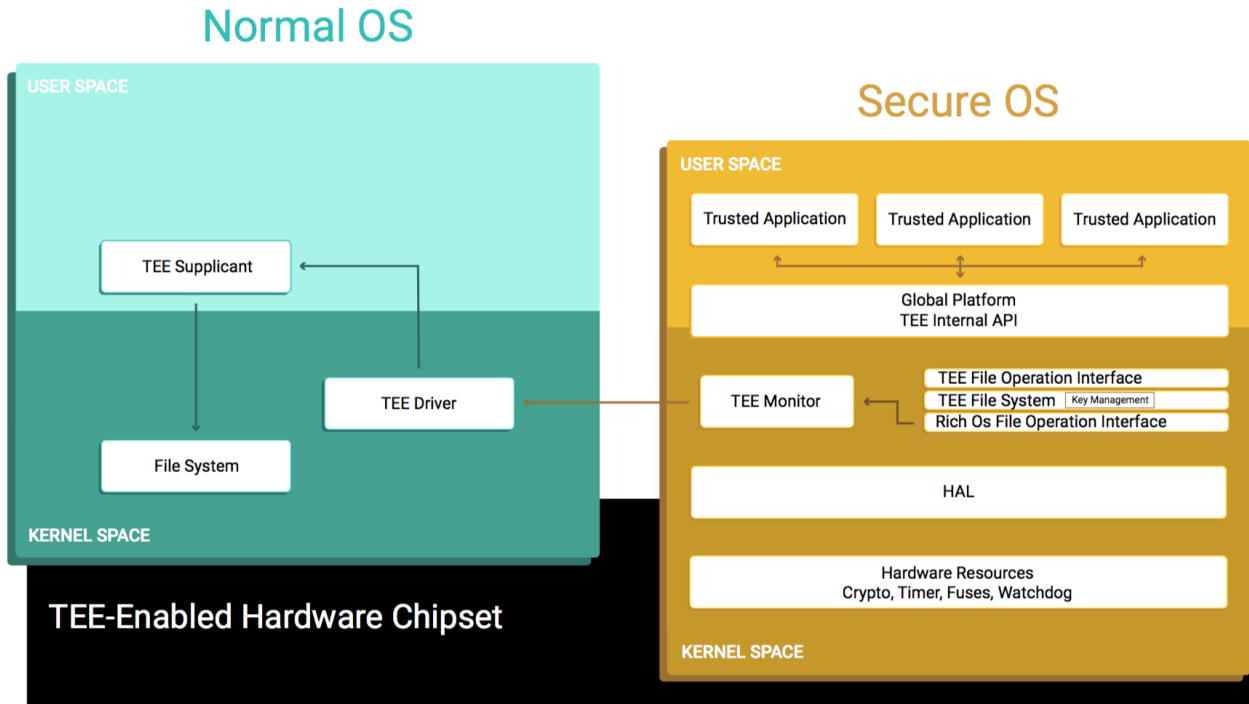 Normal OS
USER SPACE
TEE Supplicant
TEE Driver
File System
KERNEL SPACE
TEE-Enabled Hardware Chipset
Secure OS
USER SPACE
Trusted Application
Trusted Application
Trusted Application
Global Platform
TEE Internal API
TEE Monitor
TEE File Operation Interface
TEE File System
Key Management
Rich Os File Operation Interface
HAL
Hardware Resources
Crypto, Timer, Fuses, Watchdog
KERNEL SPACE